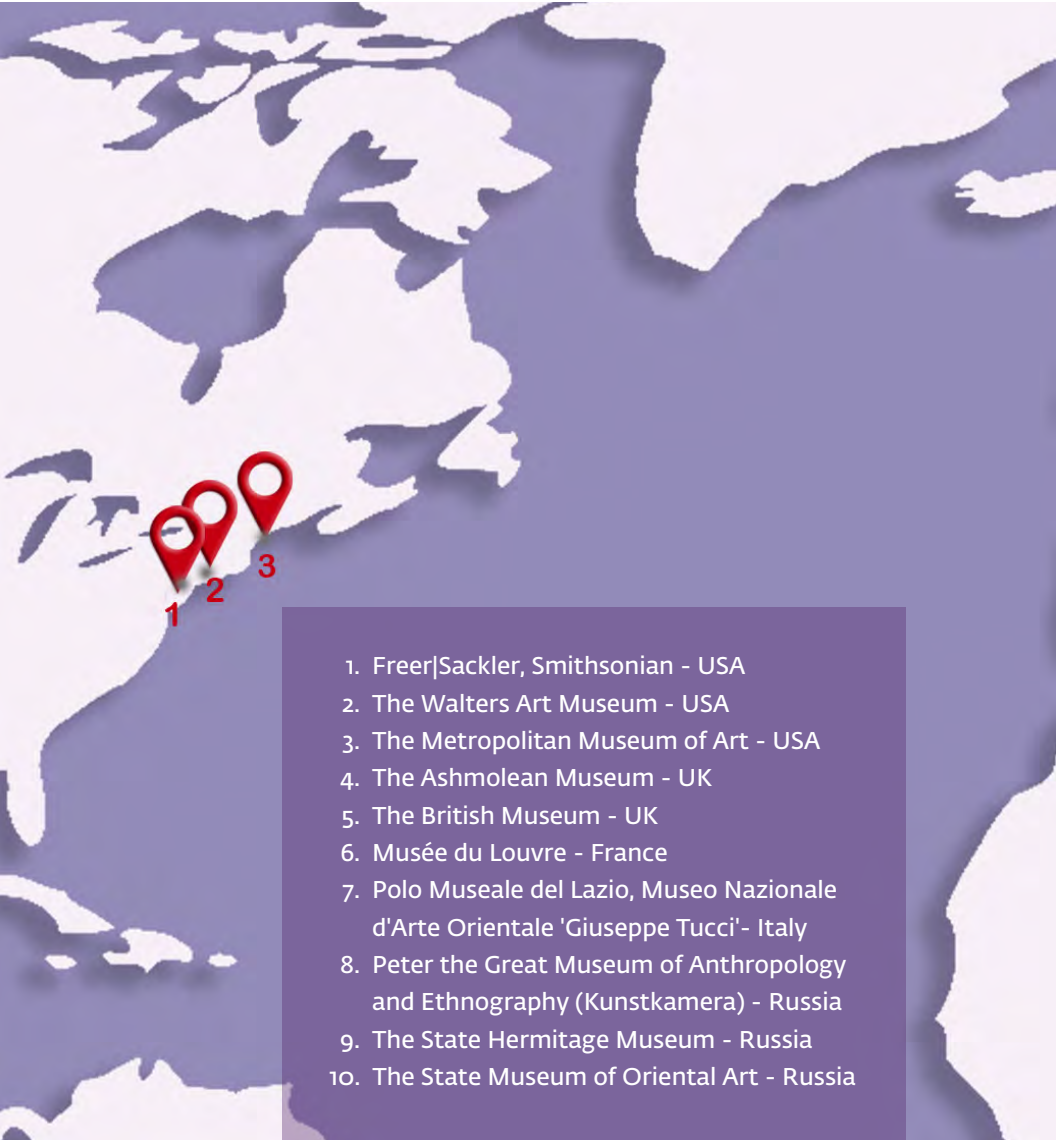 1
2
3
1. Freer|Sackler, Smithsonian - USA
2. The Walters Art Museum - USA
3. The Metropolitan Museum of Art - USA
4. The Ashmolean Museum - UK
5. The British Museum - UK
6. Musée du Louvre - France
7. Polo Museale del Lazio, Museo Nazionale
d'Arte Orientale 'Giuseppe Tucci'- Italy
8. Peter the Great Museum of Anthropology
and Ethnography (Kunstkamera) - Russia
9. The State Hermitage Museum - Russia
10. The State Museum of Oriental Art - Russia